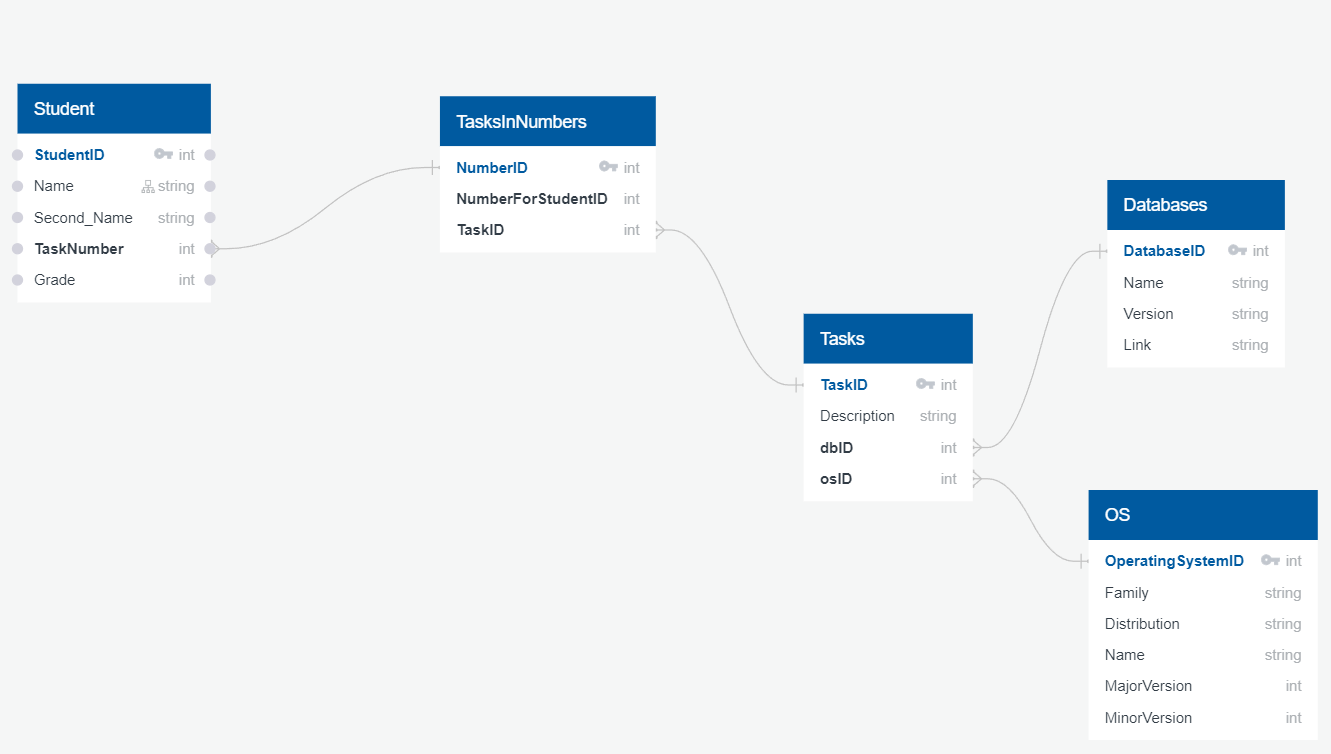 Student
StudentID int
Name string
Second_Name string
TaskNumber int
Grade int
TasksInNumbers
NumberID int
NumberForStudentID int
TaskID int
Tasks
TaskID int
Description string
dbID int
osID int
Databases
DatabaseID int
Name string
Version string
Link string
OS
OperatingSystemID int
Family string
Distribution string
Name string
MajorVersion int
MinorVersion int